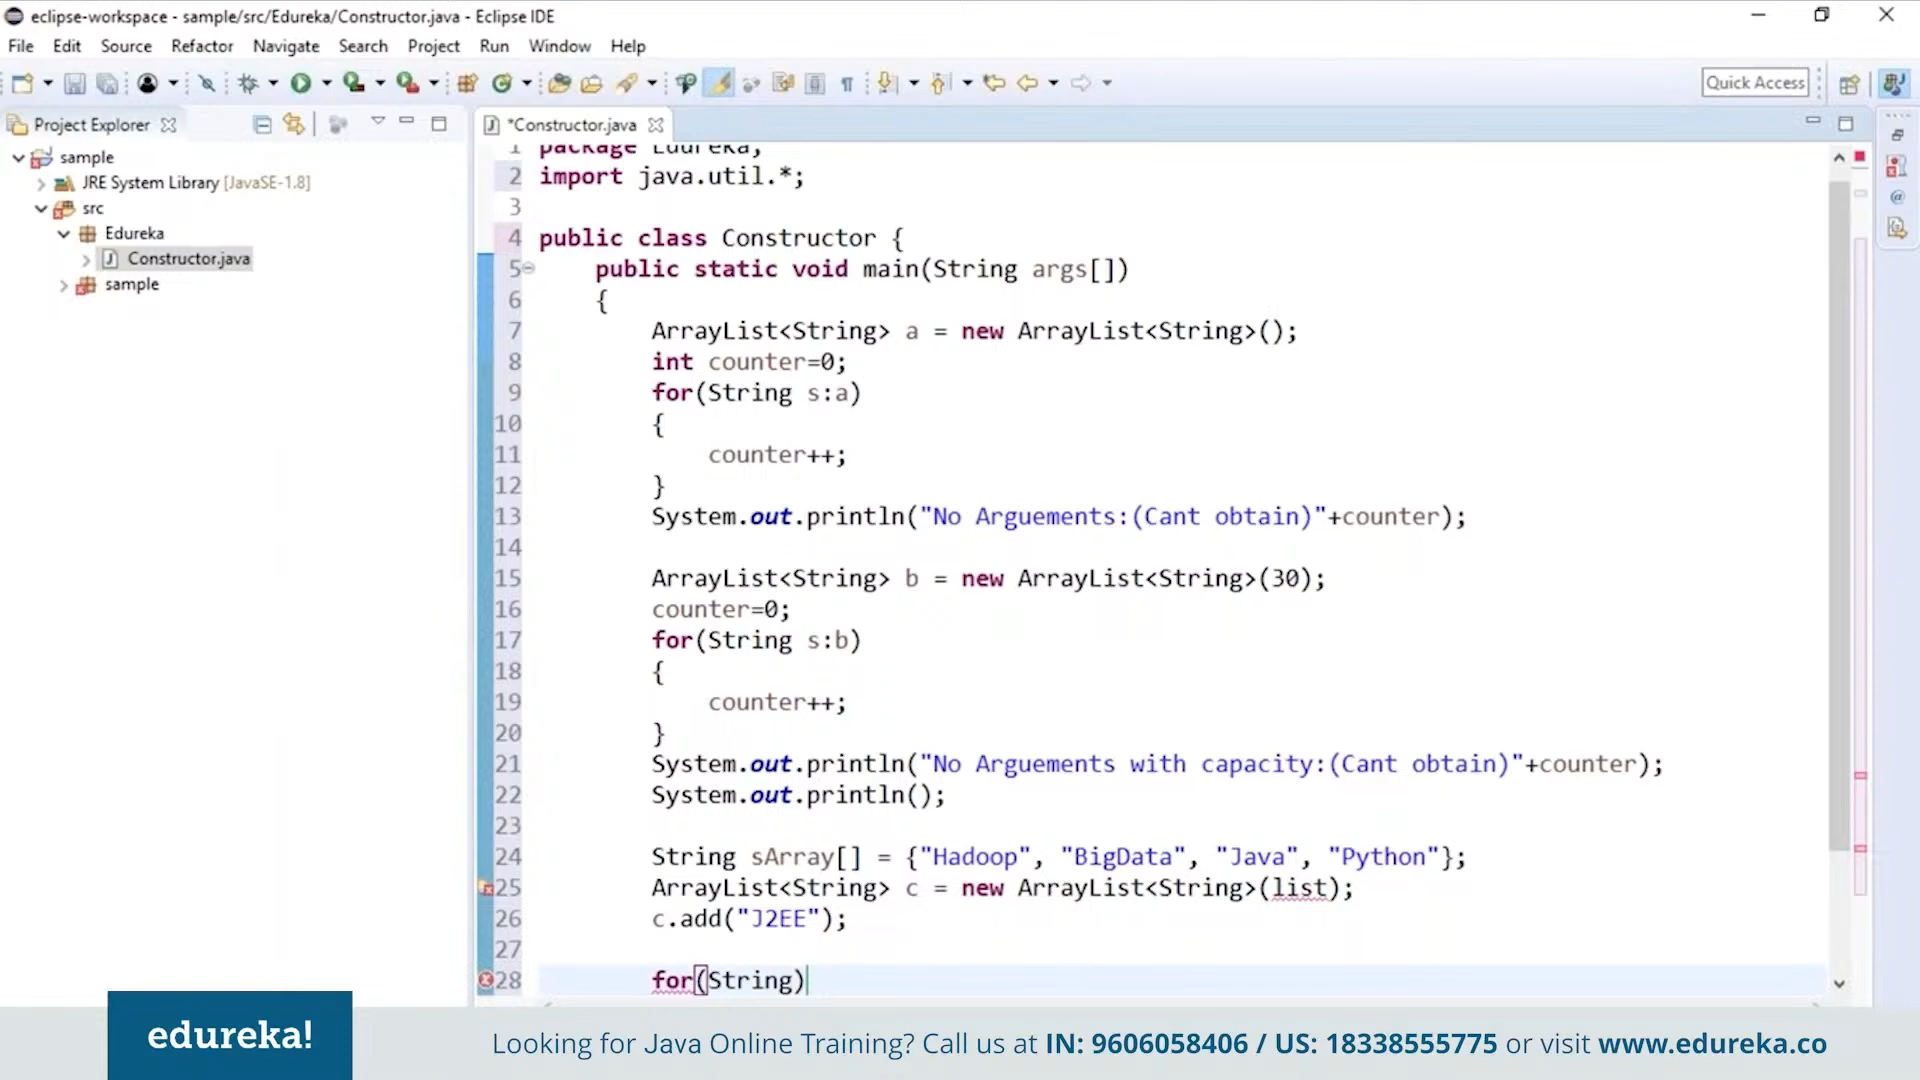 eclipse-workspace - sample/src/Edureka/Constructor.java - Eclipse IDE
File Edit Source Refactor Navigate Search Project Run Window Help
Quick Access
Project Explorer
*Constructor.java
sample
JRE System Library [JavaSE-1.8]
src
Edureka
Constructor.java
sample
1 package Edureka;
2 import java.util.*;
3
4 public class Constructor {
5 public static void main(String args[])
6 {
7 ArrayList<String> a = new ArrayList<String>();
8 int counter=0;
9 for(String s:a)
10 {
11 counter++;
12 }
13 System.out.println("No Arguements:(Cant obtain)"+counter);
14
15 ArrayList<String> b = new ArrayList<String>(30);
16 counter=0;
17 for(String s:b)
18 {
19 counter++;
20 }
21 System.out.println("No Arguements with capacity:(Cant obtain)"+counter);
22 System.out.println();
23
24 String sArray[] = {"Hadoop", "BigData", "Java", "Python"};
25 ArrayList<String> c = new ArrayList<String>(list);
26 c.add("J2EE");
27
28 for(String)
edureka!
Looking for Java Online Training? Call us at IN: 9606058406 / US: 18338555775 or visit www.edureka.co